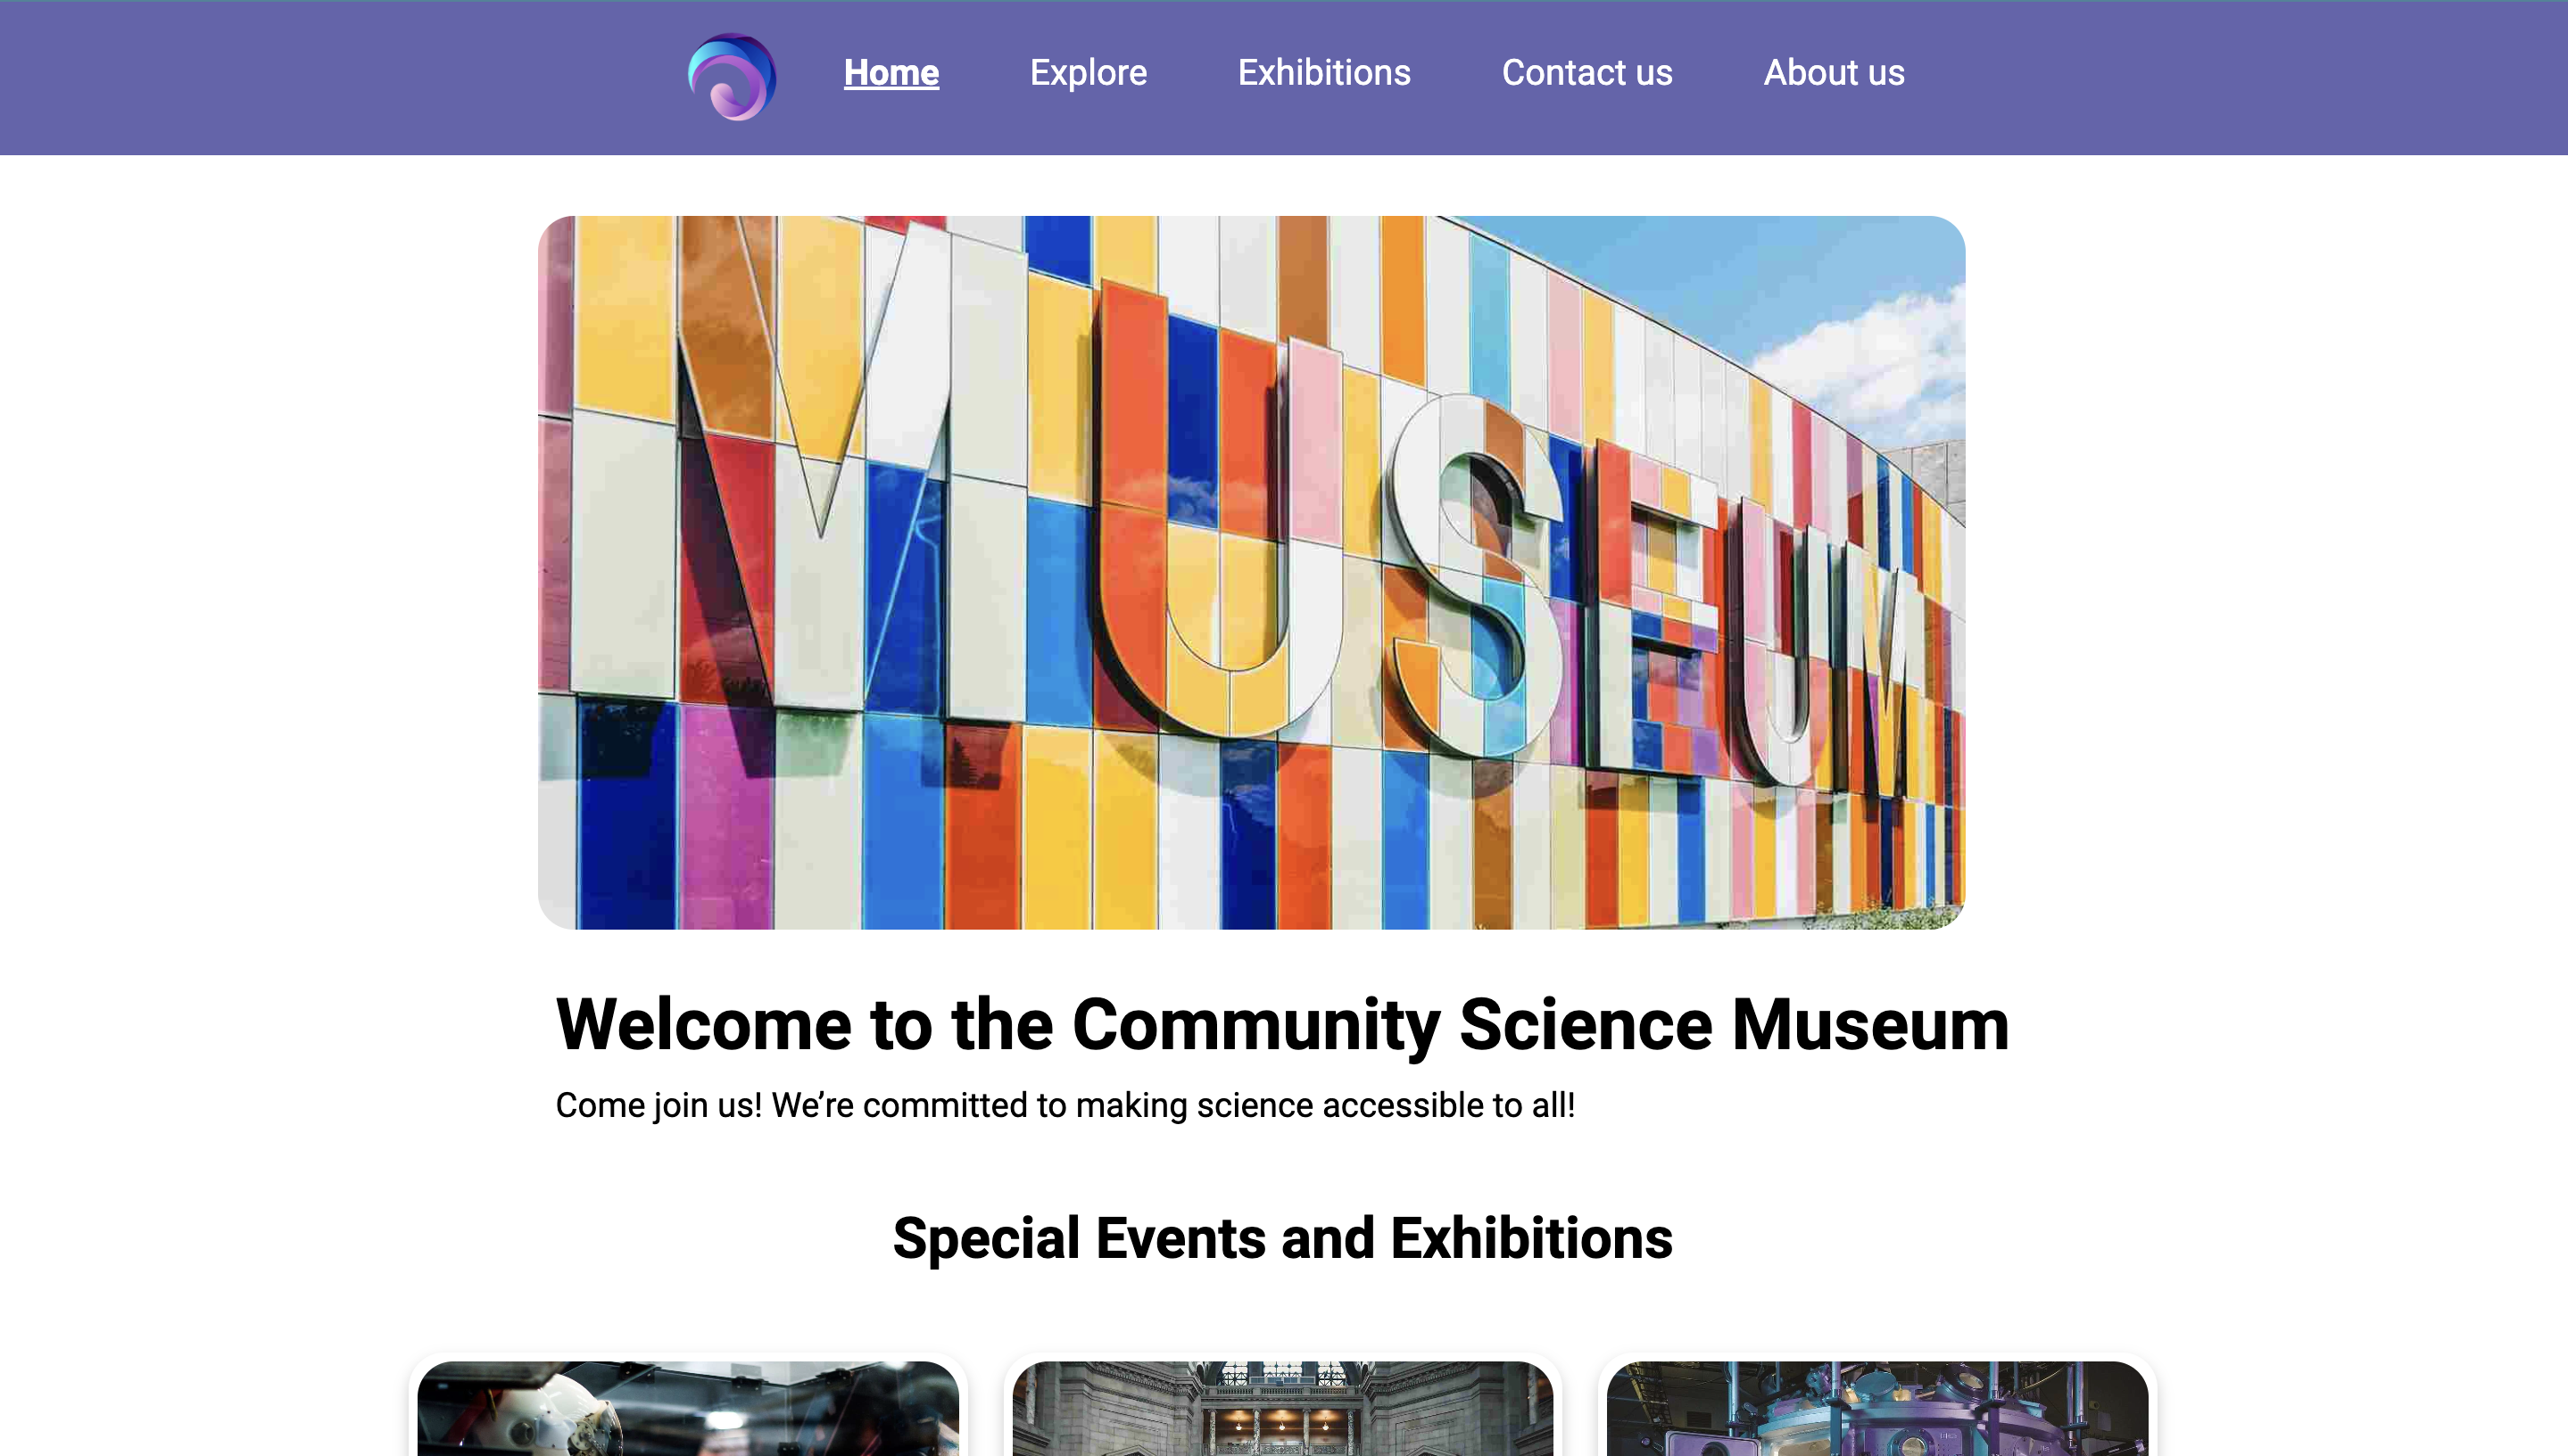 Home Explore Exhibitions Contact us About us
MUSEUM
Welcome to the Community Science Museum
Come join us! We’re committed to making science accessible to all!
Special Events and Exhibitions